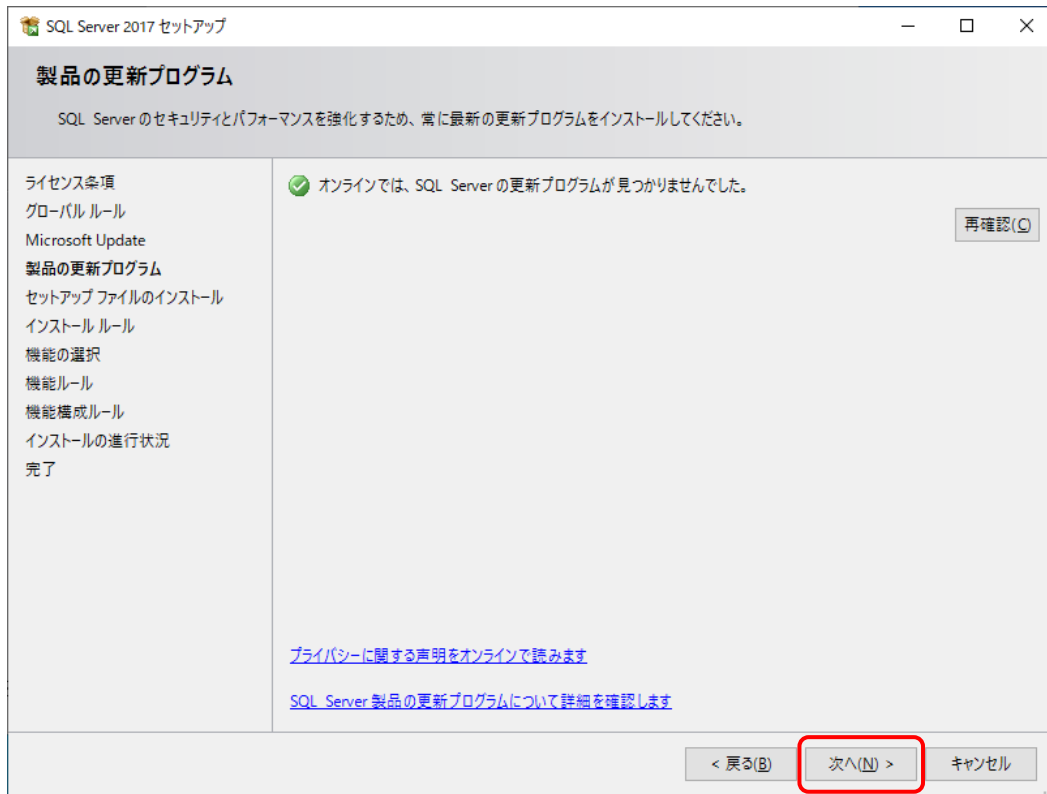 SQL Server 2017 セットアップ
製品の更新プログラム
SQL Server のセキュリティとパフォーマンスを強化するため、常に最新の更新プログラムをインストールしてください。
ライセンス条項
グローバル ルール
Microsoft Update
製品の更新プログラム
セットアップ ファイルのインストール
インストール ルール
機能の選択
機能ルール
機能構成ルール
インストールの進行状況
完了
オンラインでは、SQL Server の更新プログラムが見つかりませんでした。
再確認(C)
プライバシーに関する声明をオンラインで読みます
SQL Server 製品の更新プログラムについて詳細を確認します
< 戻る(B)
次へ(N) >
キャンセル